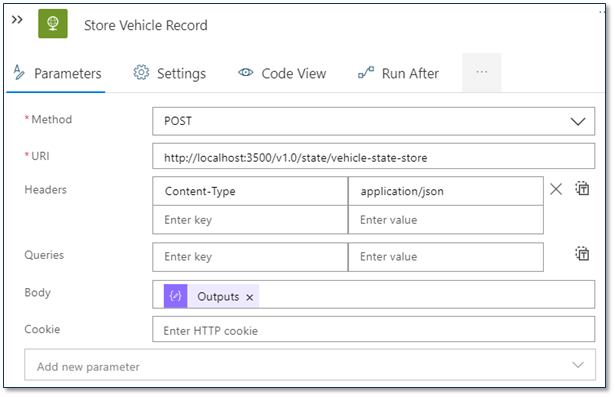 Store Vehicle Record
Parameters Settings Code View Run After ...
* Method POST
* URI http://localhost:3500/v1.0/state/vehicle-state-store
Headers Content-Type application/json
Enter key Enter value
Queries Enter key Enter value
Body Outputs ×
Cookie Enter HTTP cookie
Add new parameter